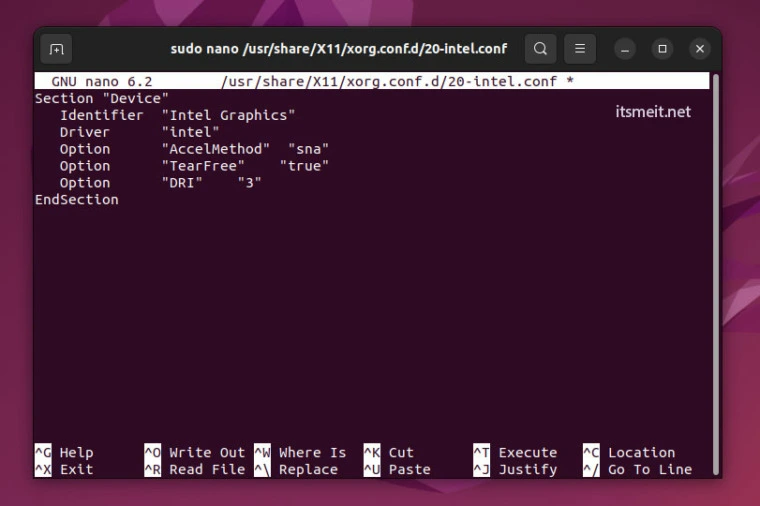 sudo nano /usr/share/X11/xorg.conf.d/20-intel.conf
GNU nano 6.2 /usr/share/X11/xorg.conf.d/20-intel.conf *
Section "Device"
itsmeit.net
Identifier "Intel Graphics"
Driver "intel"
Option "AccelMethod" "sna"
Option "TearFree" "true"
Option "DRI" "3"
EndSection
^G Help ^O Write Out ^W Where Is ^K Cut ^T Execute ^C Location
^X Exit ^R Read File ^\ Replace ^U Paste ^J Justify ^/ Go To Line